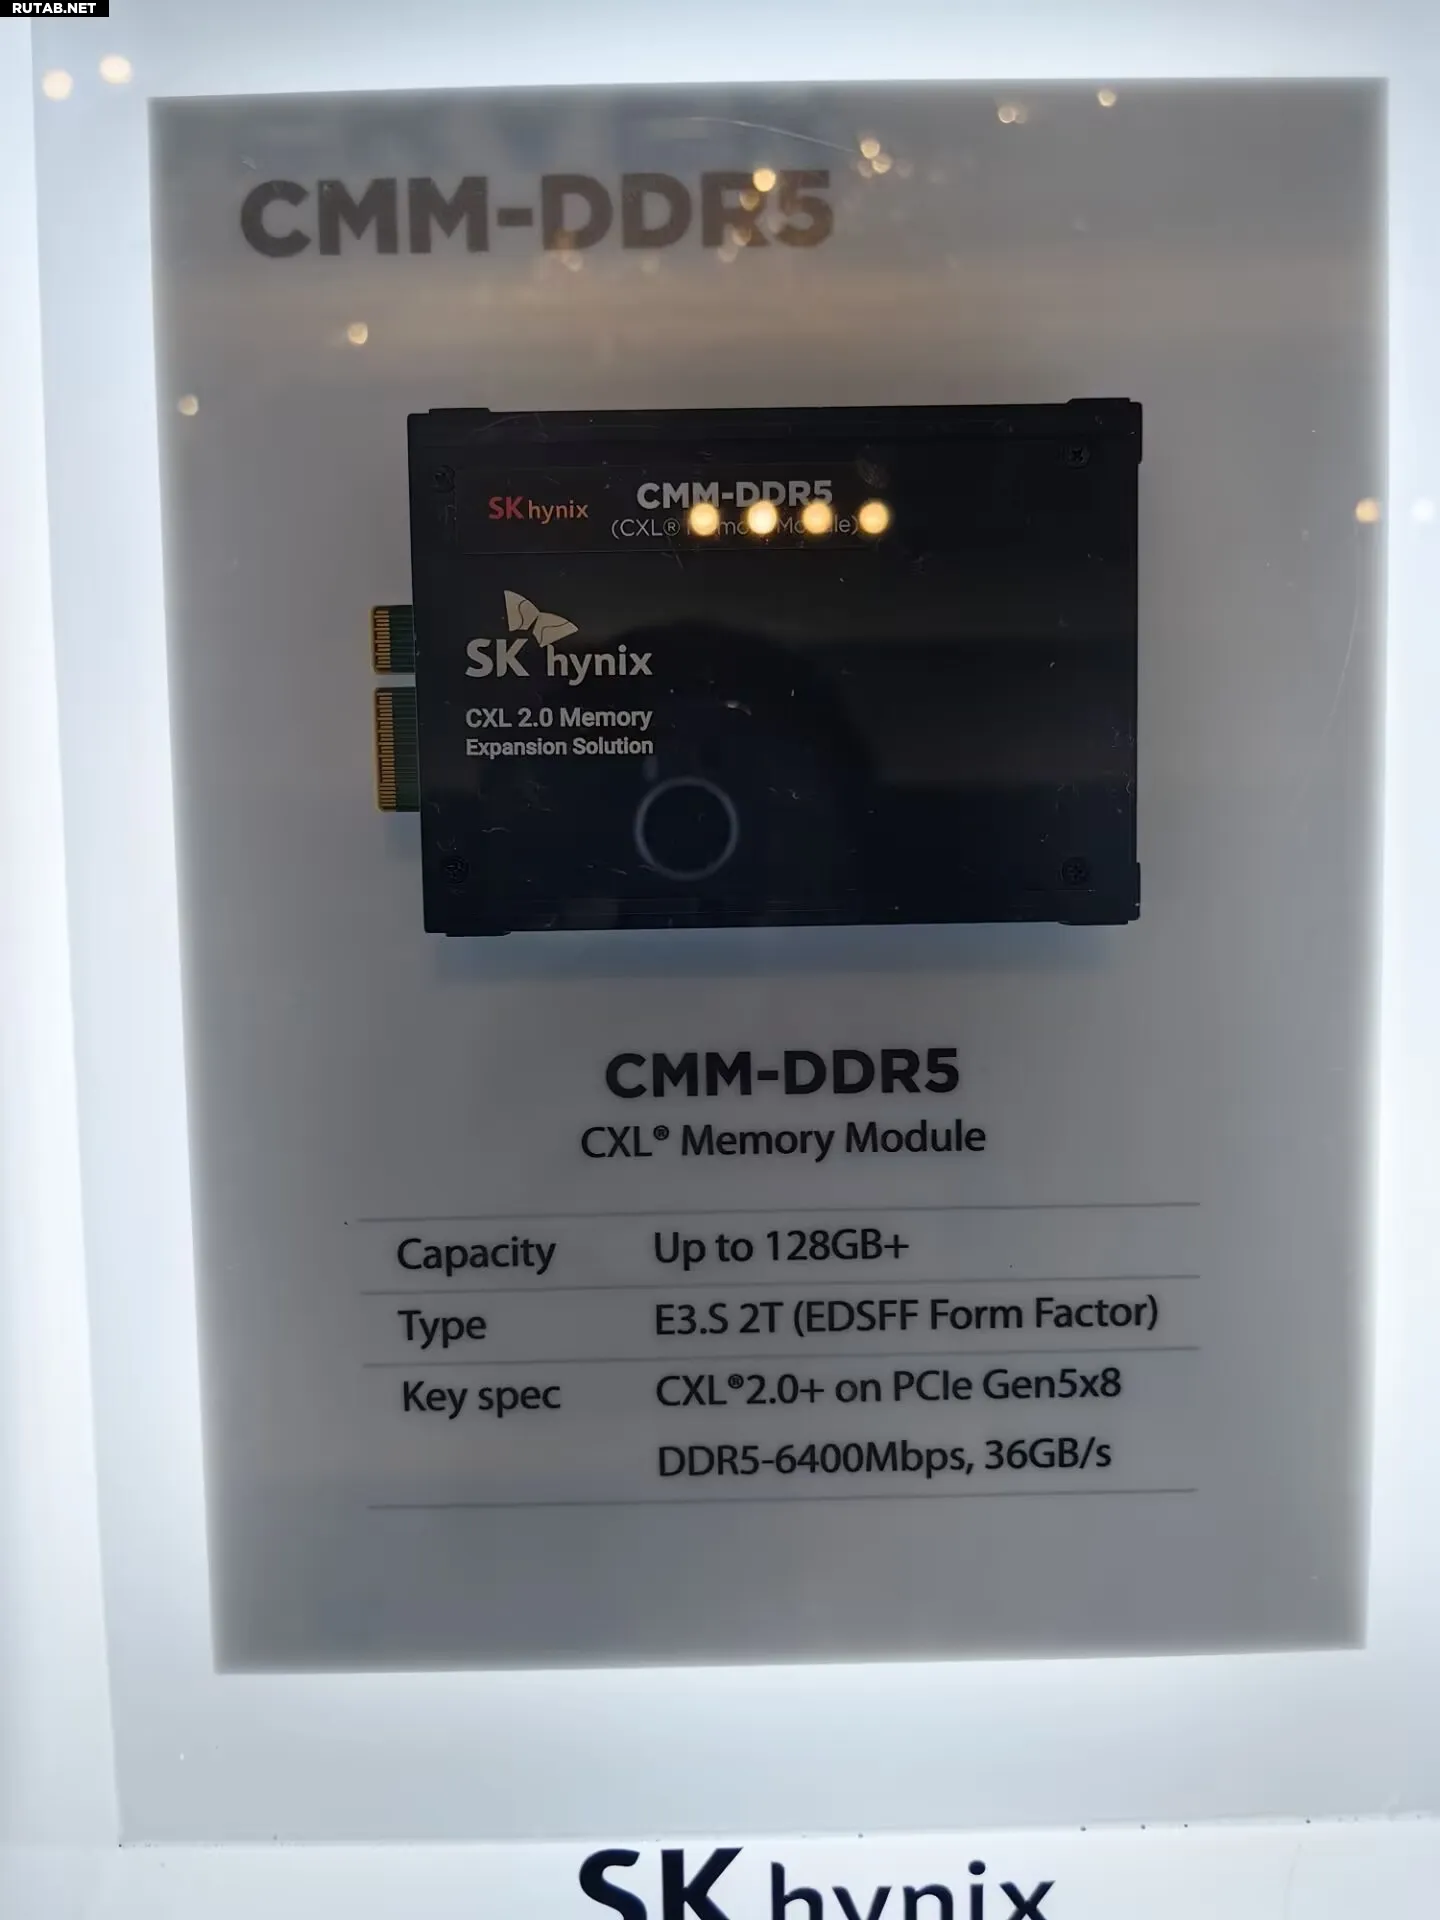 RUTAB.NET
CMM-DDR5
SK hynix
CMM-DDR5
(CXL®
SK hynix
CXL 2.0 Memory
Expansion Solution
CMM-DDR5
CXL® Memory Module
Capacity Up to 128GB+
Type E3.S 2T (EDSFF Form Factor)
Key spec CXL®2.0+ on PCIe Gen5x8
DDR5-6400Mbps, 36GB/s
SK hynix